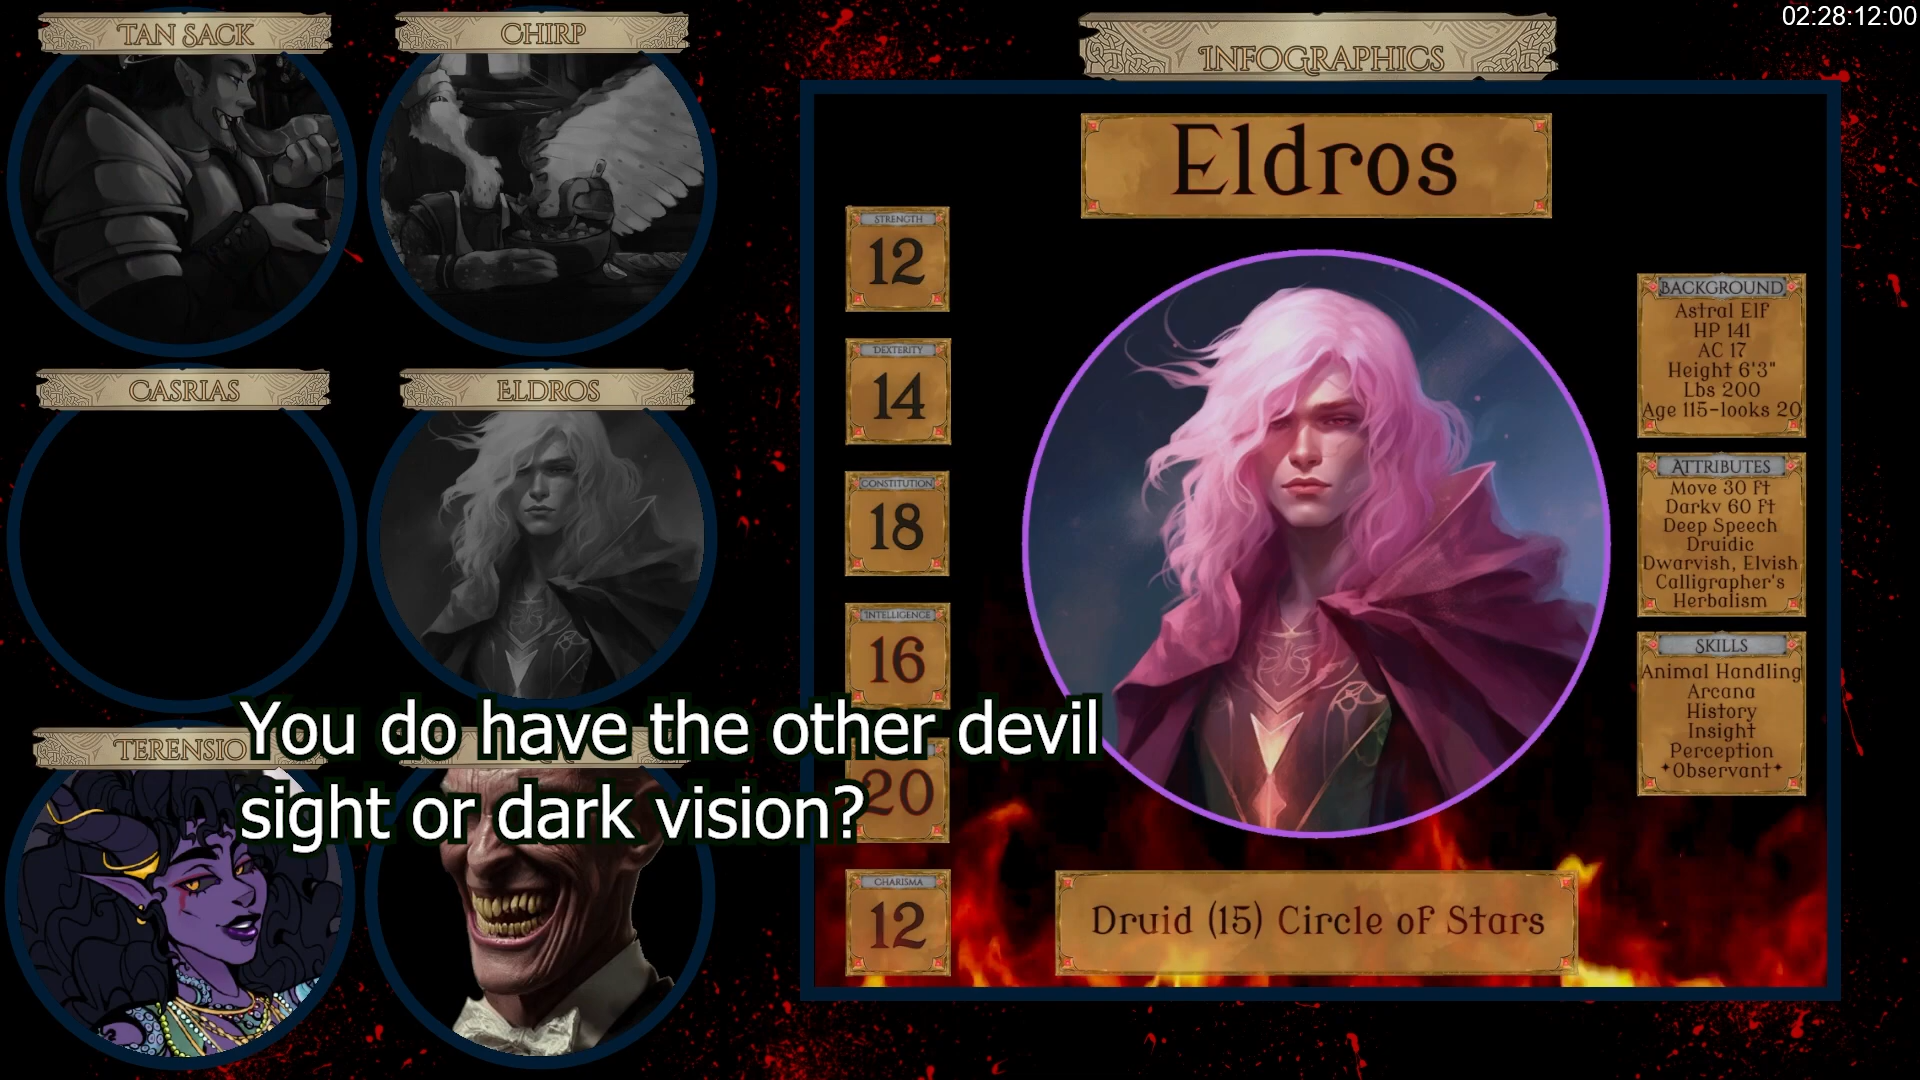 02:28:12:00
TAN SACK
CHIRP
INFOGRAPHICS
Eldros
STRENGTH
12
DEXTERITY
14
CONSTITUTION
18
INTELLIGENCE
16
20
CHARISMA
12
BACKGROUND
Astral Elf
HP 141
AC 17
Height 6'3"
Lbs 200
Age 115-looks 20
ATTRIBUTES
Move 30 ft
Darkv 60 ft
Deep Speech
Druidic
Dwarvish, Elvish
Calligrapher's
Herbalism
SKILLS
Animal Handling
Arcana
History
Insight
Perception
*Observant*
CASRIAS
ELDROS
TERENSIO
You do have the other devil
sight or dark vision?
Druid (15) Circle of Stars